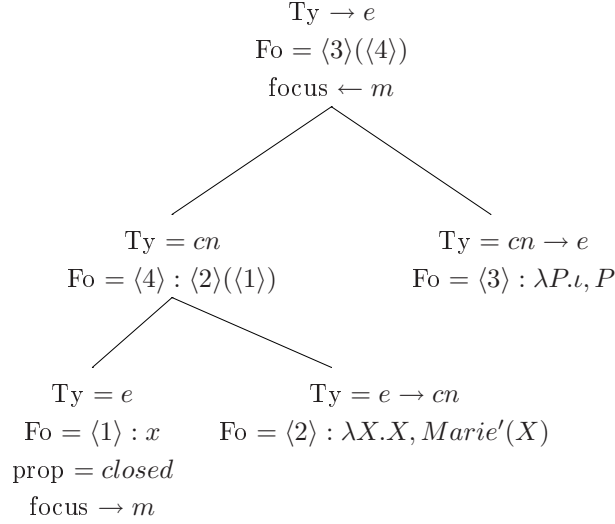 Ty → e
Fo = ⟨3⟩(⟨4⟩)
focus ← m
Ty = cn
Ty = cn → e
Fo = ⟨4⟩ : ⟨2⟩(⟨1⟩)
Fo = ⟨3⟩ : λP.ι, P
Ty = e
Ty = e → cn
Fo = ⟨1⟩ : x
Fo = ⟨2⟩ : λX.X, Marie′(X)
prop = closed
focus → m